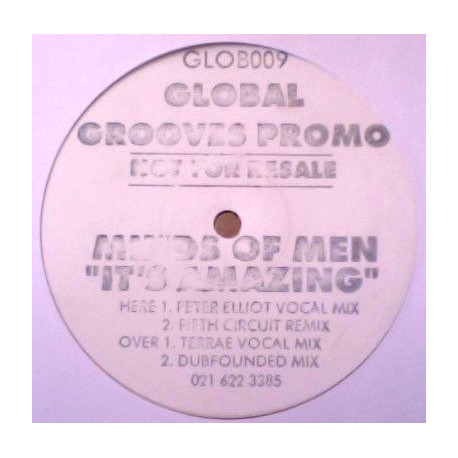 GLOB009
GLOBAL
GROOVES PROMO
NOT FOR RESALE
MINDS OF MEN
"IT'S AMAZING"
HERE 1. PETER ELLIOT VOCAL MIX
2. FIFTH CIRCUIT REMIX
OVER 1. TERRAE VOCAL MIX
2. DUBFOUNDED MIX
021 622 3385